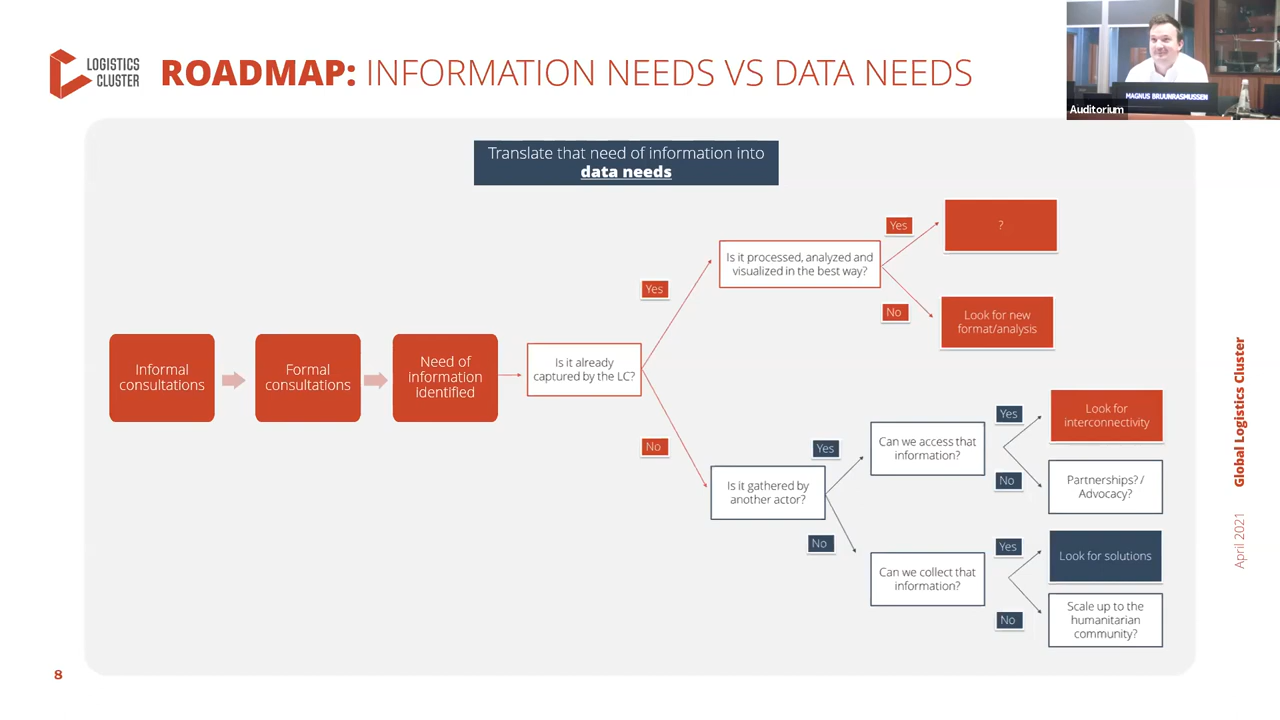 LOGISTICS
CLUSTER
ROADMAP: INFORMATION NEEDS VS DATA NEEDS
MAGNUS BRUUNRASMUSSEN
Auditorium
Translate that need of information into
data needs
Informal
consultations
Formal
consultations
Need of
information
identified
Is it already
captured by the LC?
Yes
Is it processed, analyzed and
visualized in the best way?
Yes
?
No
Look for new
format/analysis
No
Is it gathered by
another actor?
Yes
Can we access that
information?
Yes
Look for
interconnectivity
No
Partnerships? /
Advocacy?
No
Can we collect that
information?
Yes
Look for solutions
No
Scale up to the
humanitarian
community?
April 2021 Global Logistics Cluster
8